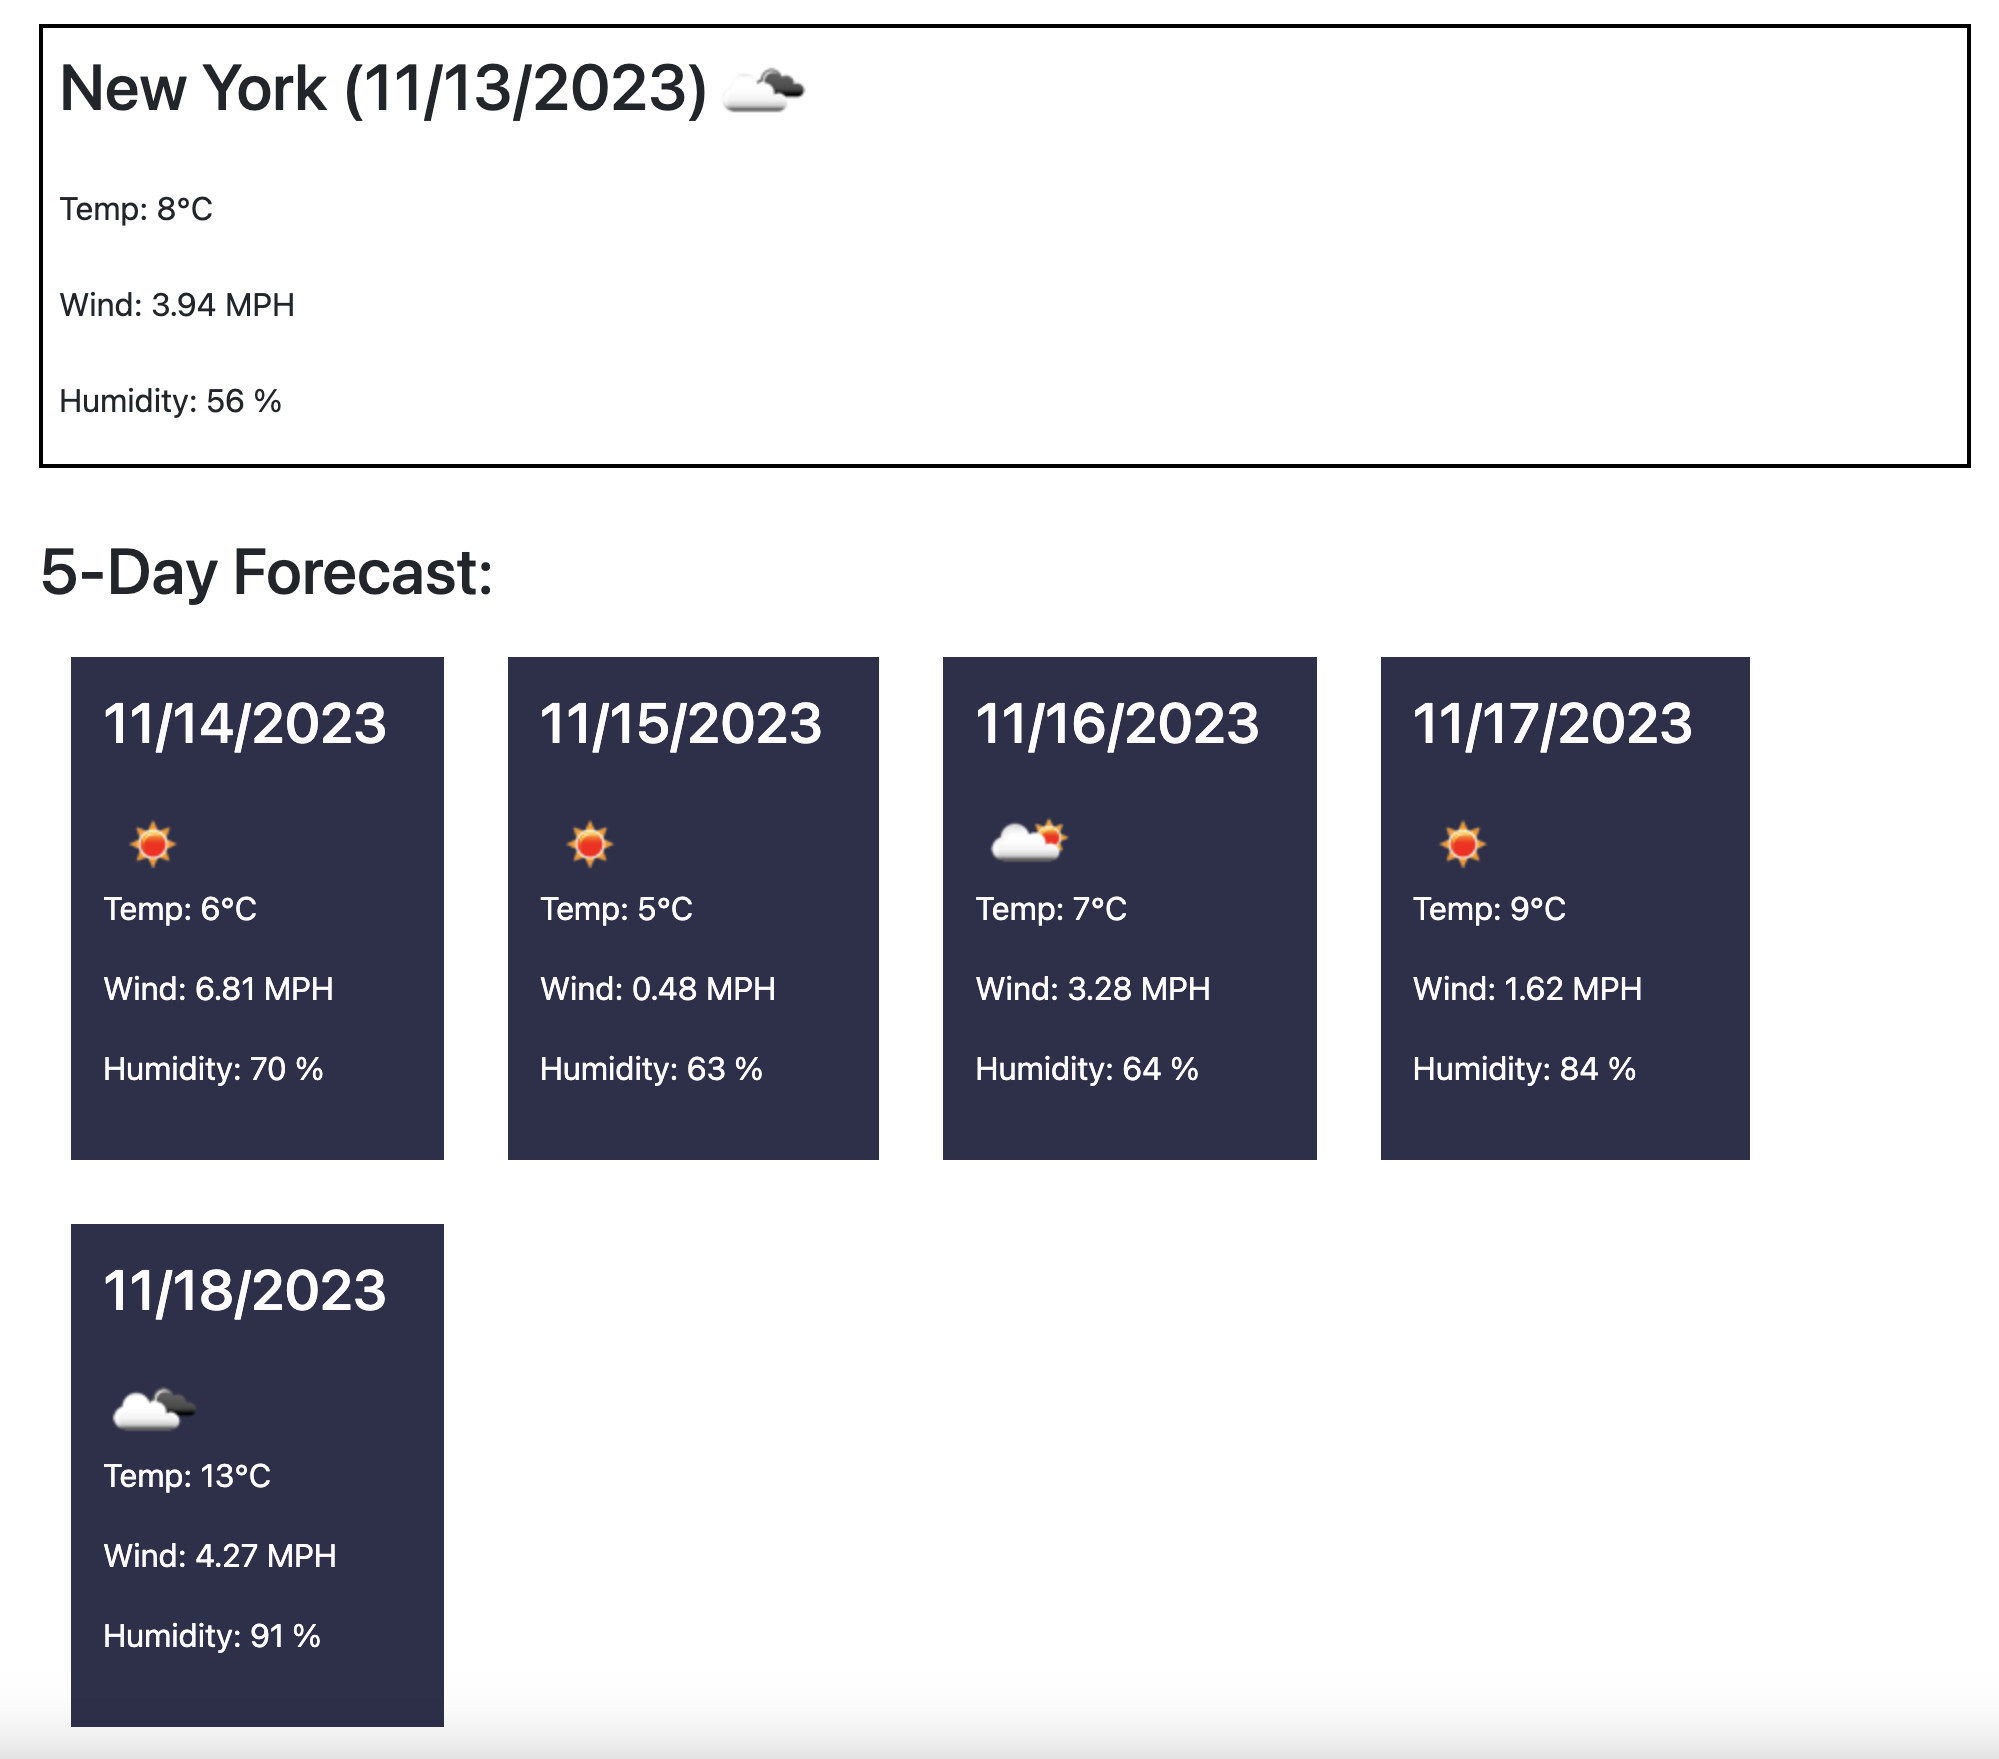 New York (11/13/2023)
Temp: 8°C
Wind: 3.94 MPH
Humidity: 56 %
5-Day Forecast:
11/14/2023
Temp: 6°C
Wind: 6.81 MPH
Humidity: 70 %
11/15/2023
Temp: 5°C
Wind: 0.48 MPH
Humidity: 63 %
11/16/2023
Temp: 7°C
Wind: 3.28 MPH
Humidity: 64 %
11/17/2023
Temp: 9°C
Wind: 1.62 MPH
Humidity: 84 %
11/18/2023
Temp: 13°C
Wind: 4.27 MPH
Humidity: 91 %